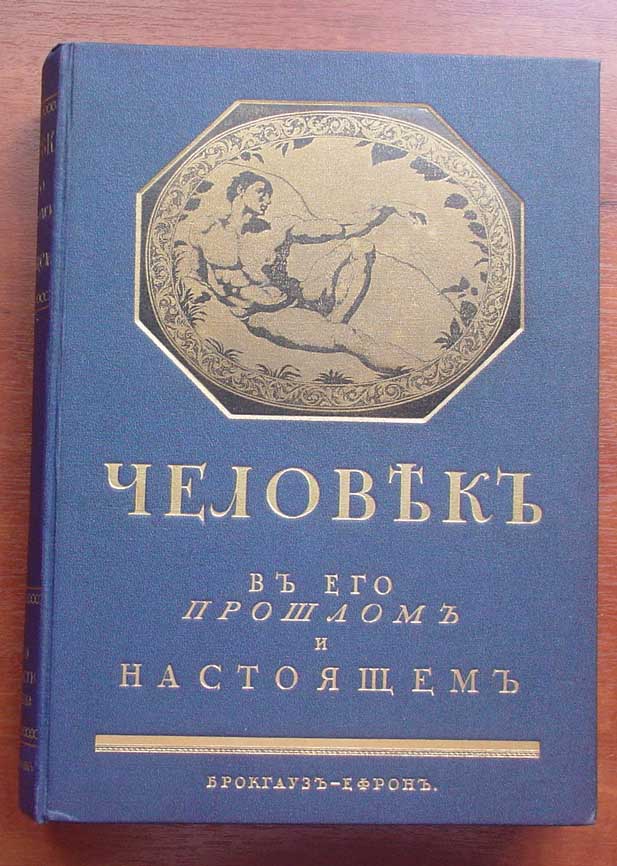 ЧЕЛОВѢКЪ
ВЪ ЕГО
ПРОШЛОМЪ
И
НАСТОЯЩЕМЪ
БРОКГАУЗЪ-ЕФРОНЪ.